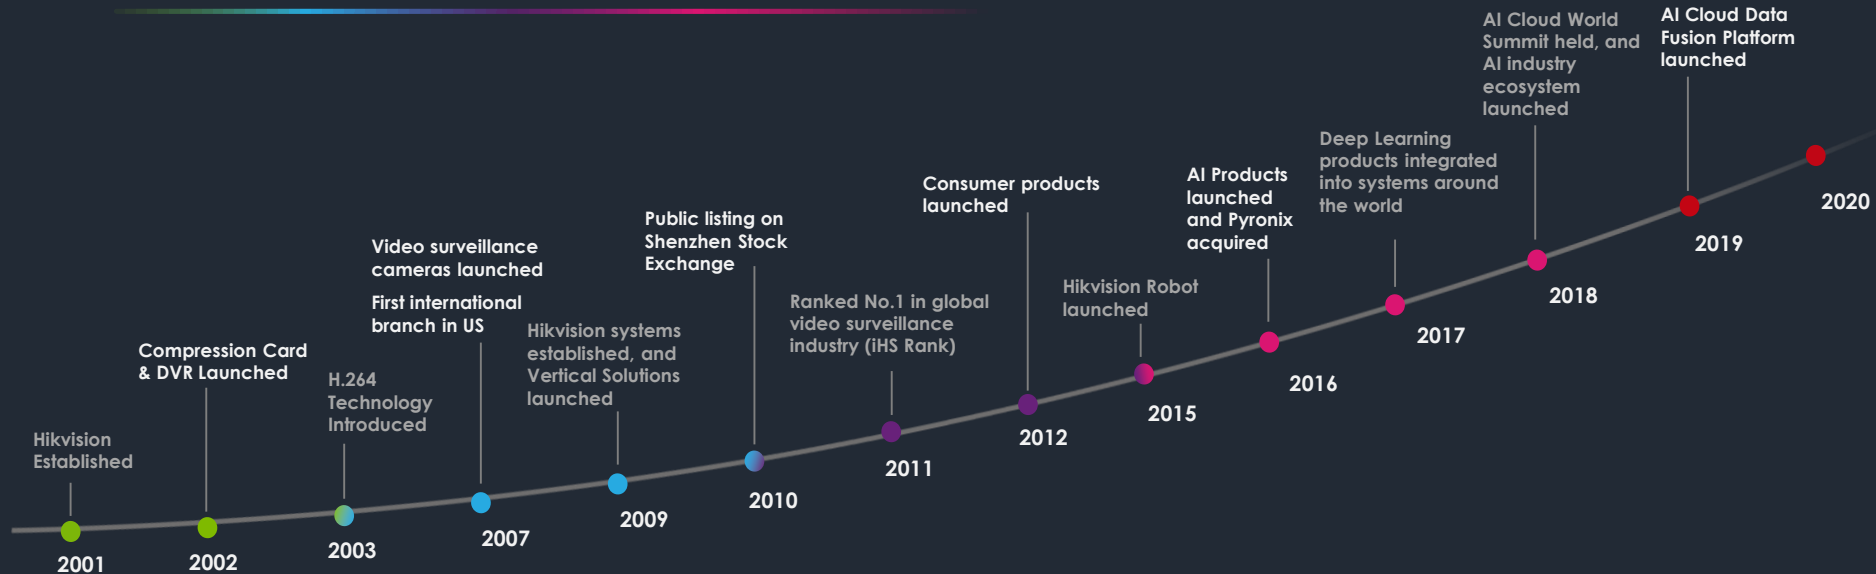 Hikvision
Established
2001
Compression Card
& DVR Launched
2002
H.264
Technology
Introduced
2003
Video surveillance
cameras launched
First international
branch in US
2007
Hikvision systems
established, and
Vertical Solutions
launched
2009
Public listing on
Shenzhen Stock
Exchange
2010
Ranked No.1 in global
video surveillance
industry (iHS Rank)
2011
Consumer products
launched
2012
Hikvision Robot
launched
2015
AI Products
launched
and Pyronix
acquired
2016
Deep Learning
products integrated
into systems around
the world
2017
AI Cloud World
Summit held, and
AI industry
ecosystem
launched
2018
AI Cloud Data
Fusion Platform
launched
2019
2020